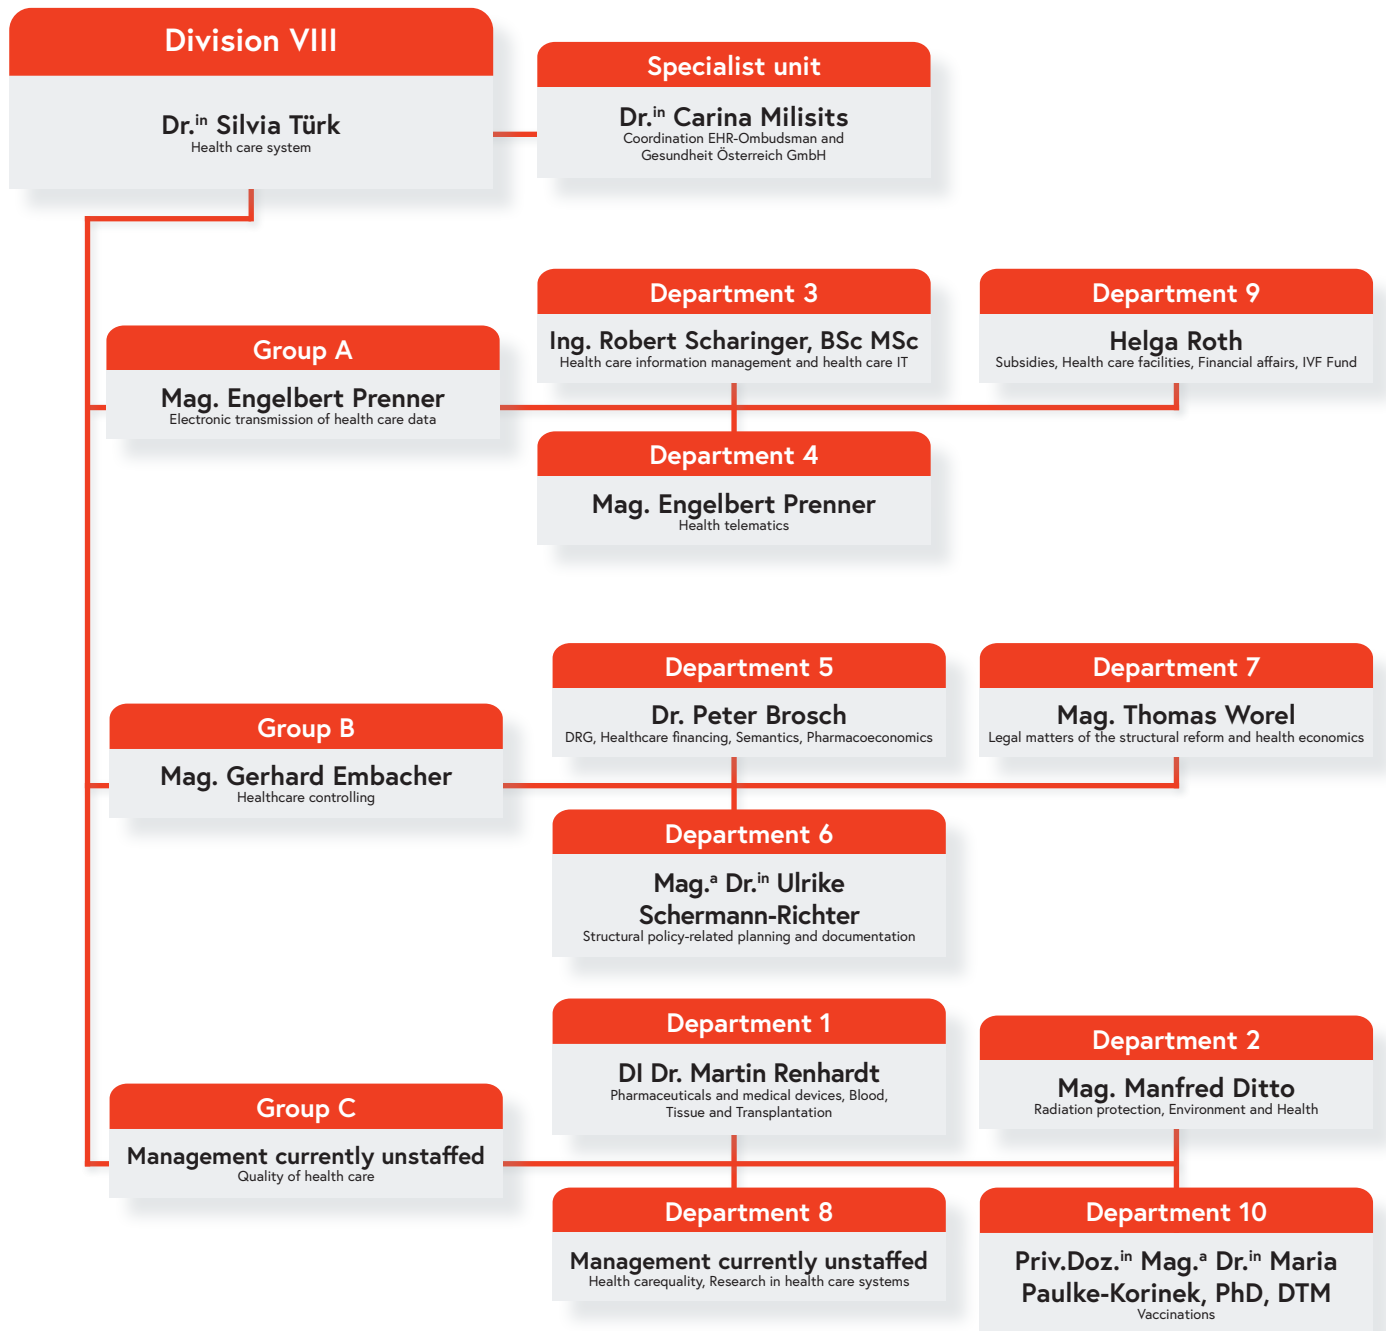 Division VIII
Dr.in Silvia Türk
Health care system
Specialist unit
Dr.in Carina Milisits
Coordination EHR-Ombudsman and
Gesundheit Österreich GmbH
Group A
Mag. Engelbert Prenner
Electronic transmission of health care data
Department 3
Ing. Robert Scharinger, BSc MSc
Health care information management and health care IT
Department 9
Helga Roth
Subsidies, Health care facilities, Financial affairs, IVF Fund
Department 4
Mag. Engelbert Prenner
Health telematics
Group B
Mag. Gerhard Embacher
Healthcare controlling
Department 5
Dr. Peter Brosch
DRG, Healthcare financing, Semantics, Pharmacoeconomics
Department 7
Mag. Thomas Worel
Legal matters of the structural reform and health economics
Department 6
Mag.a Dr.in Ulrike
Schermann-Richter
Structural policy-related planning and documentation
Group C
Management currently unstaffed
Quality of health care
Department 1
DI Dr. Martin Renhardt
Pharmaceuticals and medical devices, Blood,
Tissue and Transplantation
Department 2
Mag. Manfred Ditto
Radiation protection, Environment and Health
Department 8
Management currently unstaffed
Health carequality, Research in health care systems
Department 10
Priv.Doz.in Mag.a Dr.in Maria
Paulke-Korinek, PhD, DTM
Vaccinations